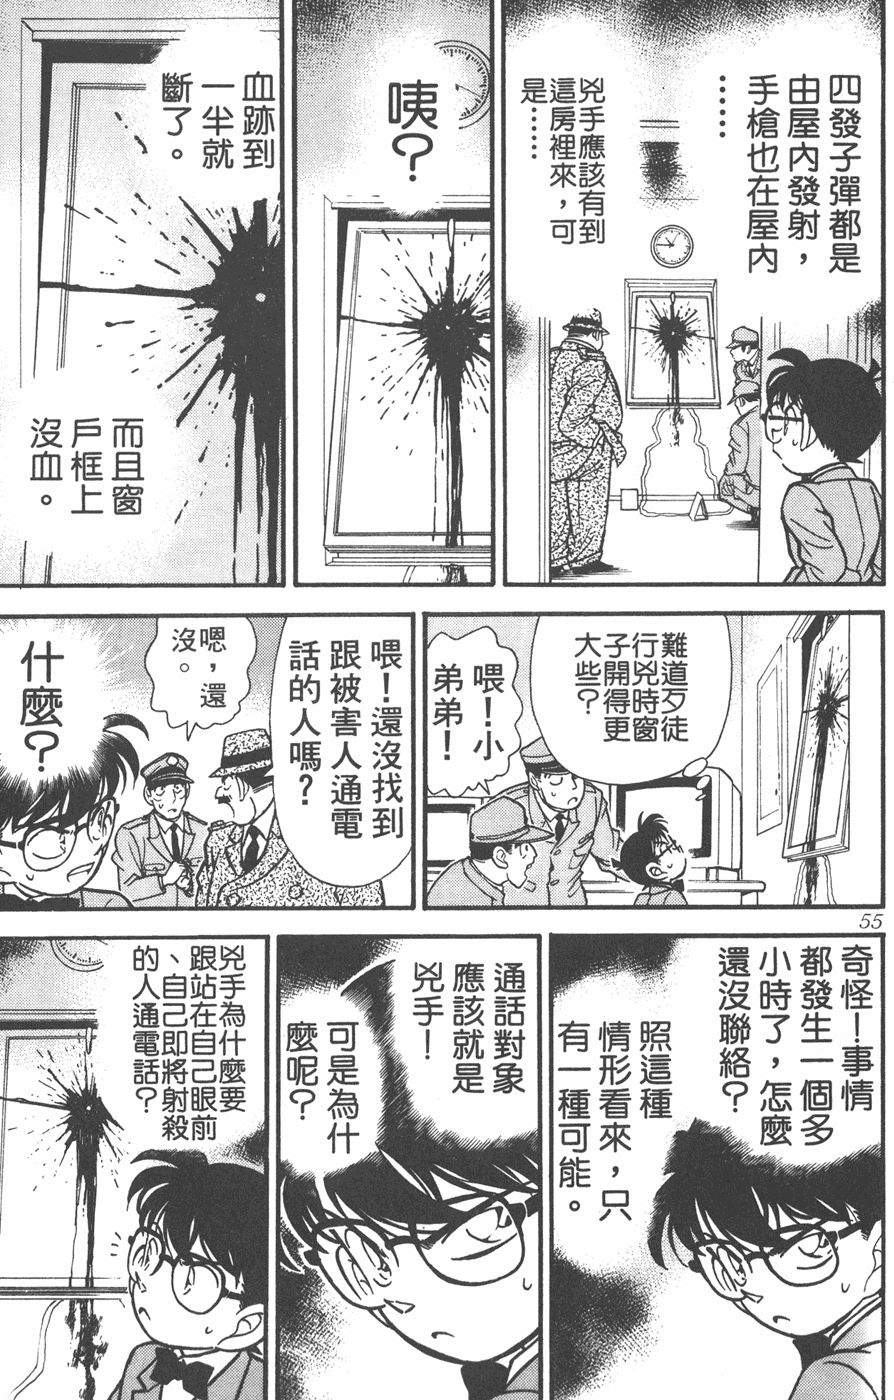 四發子彈都是
由屋內發射，
手槍也在屋內
……
兇手應該有到
這房裡來，可
是……
咦？
血跡到
一半就
斷了。
而且窗
戶框上
沒血。
難道歹徒
行兇時窗
子開得更
大些？
喂！小
弟弟！
喂！還沒找到
跟被害人通電
話的人嗎？
嗯，還
沒。
什麼？
55
奇怪！事情
都發生一個多
小時了，怎麼
還沒聯絡？
照這種
情形看來，只
有一種可能。
通話對象
應該就是
兇手！
可是為什
麼呢？
兇手為什麼要
跟站在自己眼前
、自己即將射殺
的人通電話？